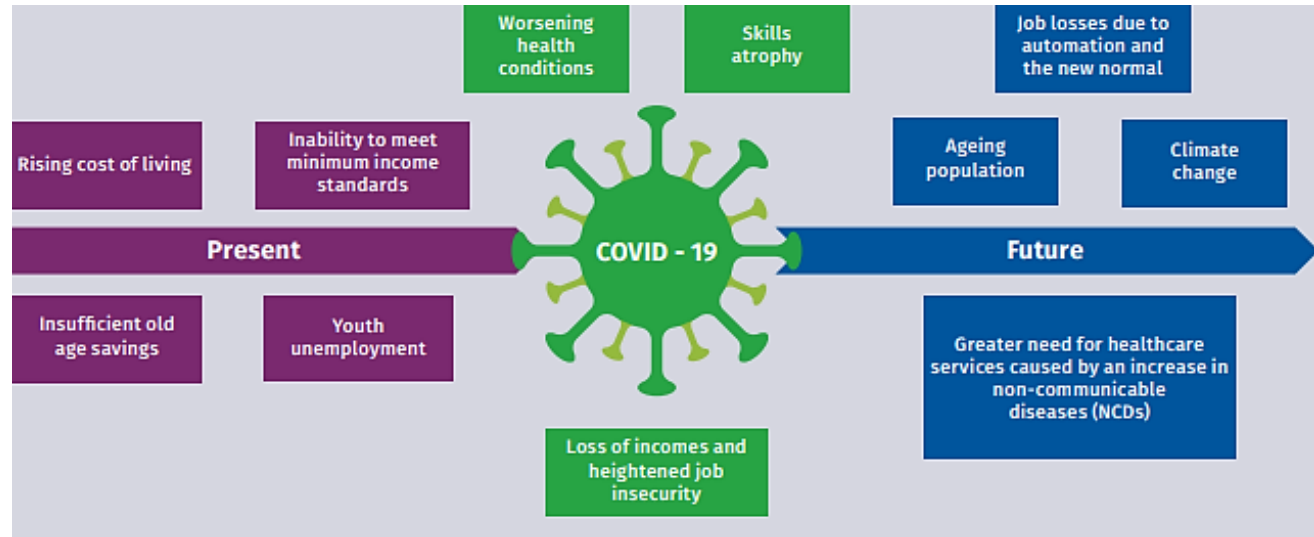 Worsening
health
conditions
Skills
atrophy
Job losses due to
automation and
the new normal
Rising cost of living
Inability to meet
minimum income
standards
Ageing
population
Climate
change
Present
COVID - 19
Future
Insufficient old
age savings
Youth
unemployment
Greater need for healthcare
services caused by an increase in
non-communicable
diseases (NCDs)
Loss of incomes and
heightened job
insecurity